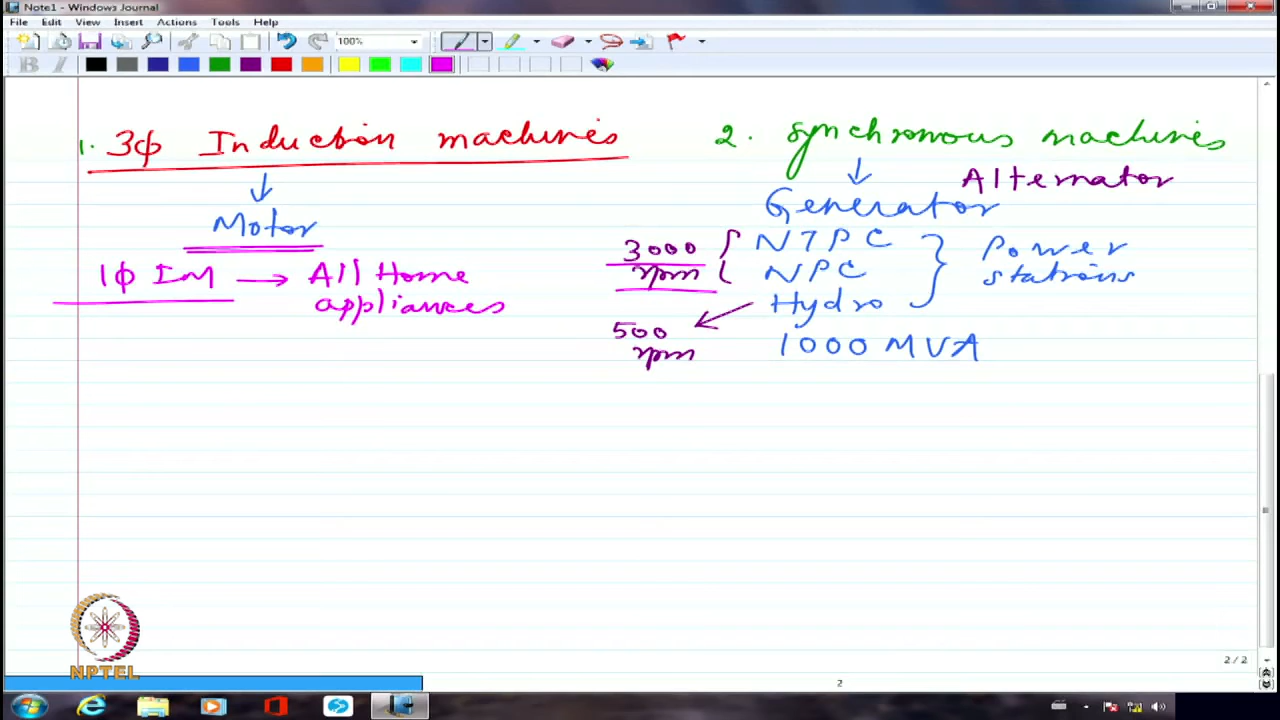 Note1 - Windows Journal
File Edit View Insert Actions Tools Help
100%
B I
1. 3φ Induction machines
↓
Motor
1φ IM → All Home
appliances
2. Synchronous machines
↓ Alternator
Generator
3000 NTPC } Power
rpm NPC stations
Hydro
500
rpm
1000 MVA
NPTEL
2 / 2
2